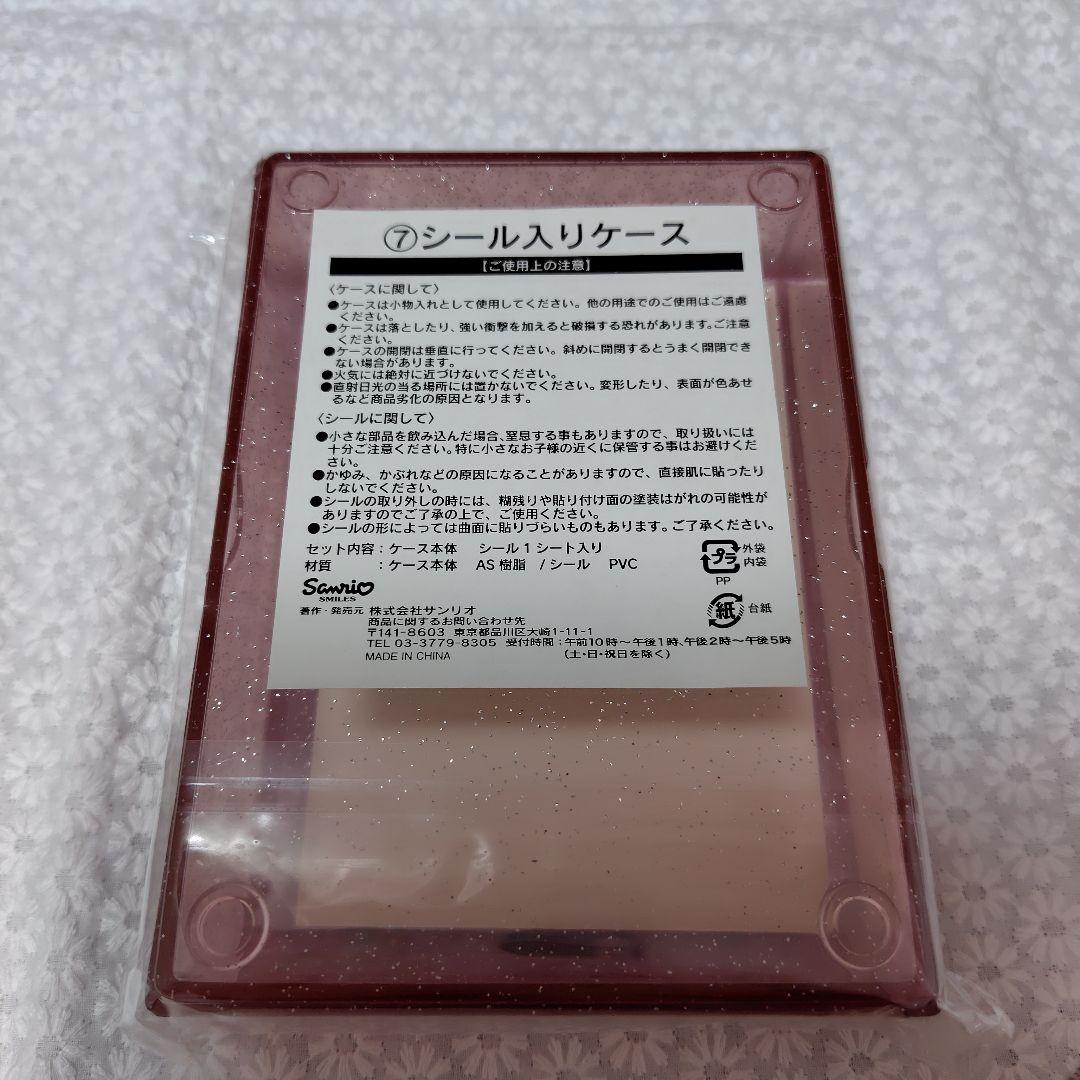 ⑦シール入りケース
【ご使用上の注意】
〈ケースに関して〉
●ケースは小物入れとして使用してください。他の用途でのご使用はご遠慮
ください。
●ケースは落としたり、強い衝撃を加えると破損する恐れがあります。ご注意
ください。
●ケースの開閉は垂直に行ってください。斜めに開閉するとうまく開閉でき
ない場合があります。
●火気には絶対に近づけないでください。
●直射日光の当る場所には置かないでください。変形したり、表面が色あせ
るなど商品劣化の原因となります。
〈シールに関して〉
●小さな部品を飲み込んだ場合、窒息する事もありますので、取り扱いには
十分ご注意ください。特に小さなお子様の近くに保管する事はお避けくだ
さい。
●かゆみ、かぶれなどの原因になることがありますので、直接肌に貼ったり
しないでください。
●シールの取り外しの時には、糊残りや貼り付け面の塗装はがれの可能性が
ありますのでご了承の上で、ご使用ください。
●シールの形によっては曲面に貼りづらいものもあります。ご了承ください。
セット内容：ケース本体 シール1シート入り
材質 ：ケース本体 AS樹脂 /シール PVC
プラ 外袋 内袋
PP
紙 台紙
Sanrio
SMILES
著作・発売元 株式会社サンリオ
商品に関するお問い合わせ先
〒141-8603 東京都品川区大崎1-11-1
TEL 03-3779-8305 受付時間：午前10時～午後1時、午後2時～午後5時
MADE IN CHINA (土・日・祝日を除く)